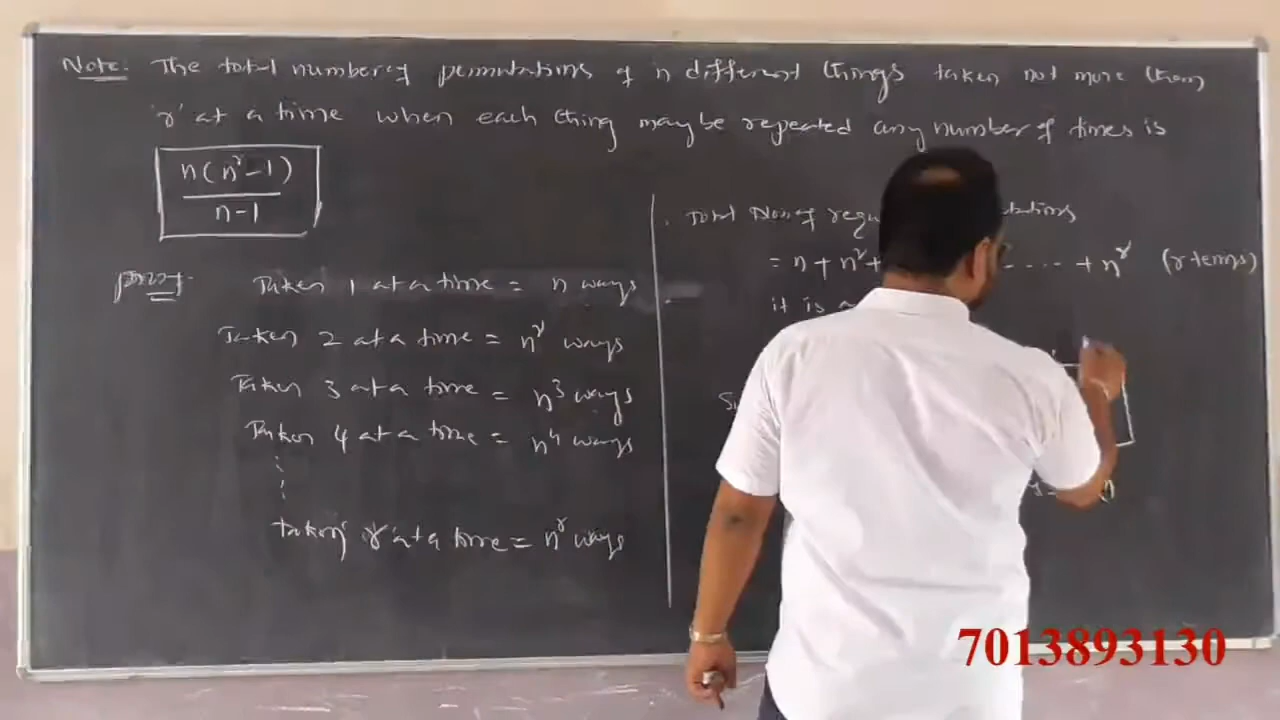 Note: The total number of permutations of n different things taken not more than
'r' at a time when each thing may be repeated any number of times is
n(nʳ-1)
n-1
proof:
Taken 1 at a time = n ways
Taken 2 at a time = n² ways
Taken 3 at a time = n³ ways
Taken 4 at a time = n⁴ ways
⋮
Taken 'r' at a time = nʳ ways
Total No. of
= n + n² + .... + nʳ (r terms)
it is a
7013893130